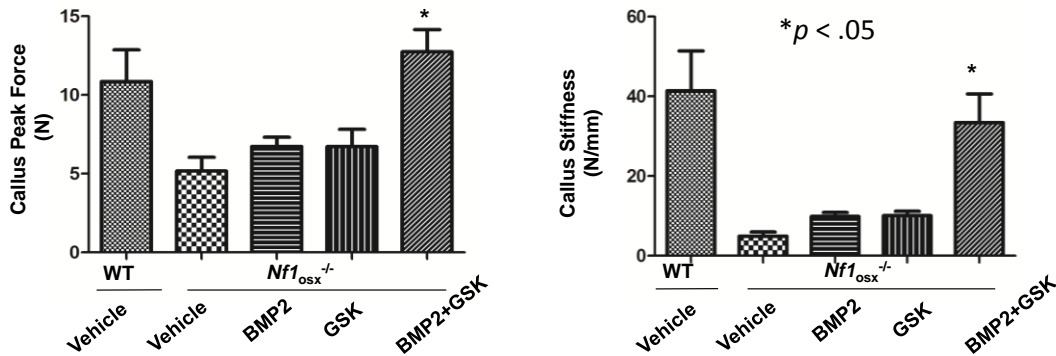 Callus Peak Force
(N)
15
10
5
0
*
WT
Nf1osx-/-
Vehicle
Vehicle
BMP2
GSK
BMP2+GSK
Callus Stiffness
(N/mm)
60
40
20
0
*p < .05
*
WT
Nf1osx-/-
Vehicle
Vehicle
BMP2
GSK
BMP2+GSK